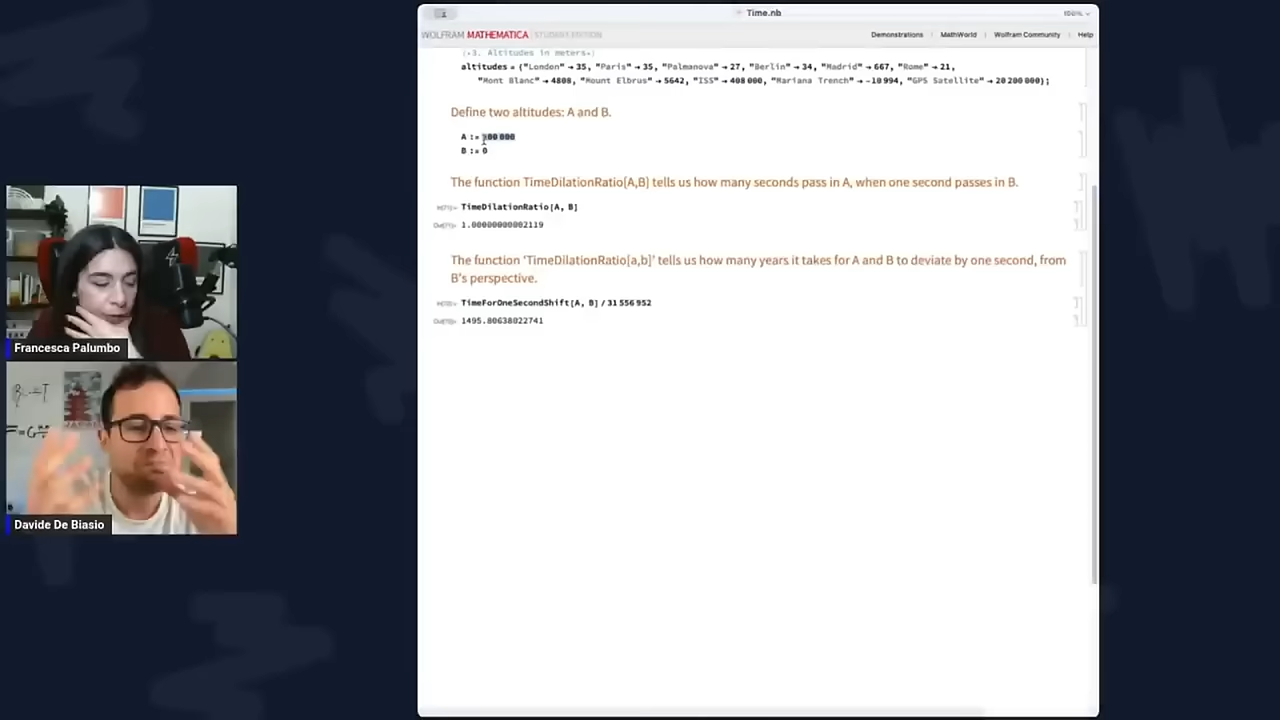 Time.nb
100%
WOLFRAM MATHEMATICA | STUDENT EDITION
Demonstrations | MathWorld | Wolfram Community | Help
(*3. Altitudes in meters*)
altitudes = {"London" → 35, "Paris" → 35, "Palmanova" → 27, "Berlin" → 34, "Madrid" → 667, "Rome" → 21,
"Mont Blanc" → 4808, "Mount Elbrus" → 5642, "ISS" → 408 000, "Mariana Trench" → -10 994, "GPS Satellite" → 20 200 000};
Define two altitudes: A and B.
A :=
B := 0
The function TimeDilationRatio[A,B] tells us how many seconds pass in A, when one second passes in B.
In[71]:= TimeDilationRatio[A, B]
Out[71]= 1.00000000002119
The function 'TimeDilationRatio[a,b]' tells us how many years it takes for A and B to deviate by one second, from
B's perspective.
TimeForOneSecondShift[A, B] / 31 556 952
1495.80638022741
Francesca Palumbo
Davide De Biasio